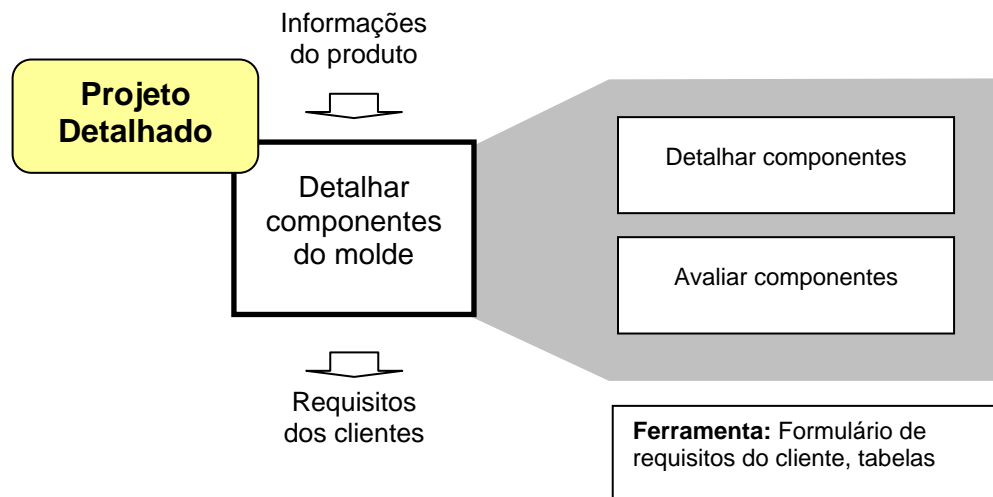 Informações
do produto
Projeto
Detalhado
Detalhar
componentes
do molde
Detalhar componentes
Avaliar componentes
Requisitos
dos clientes
Ferramenta: Formulário de
requisitos do cliente, tabelas